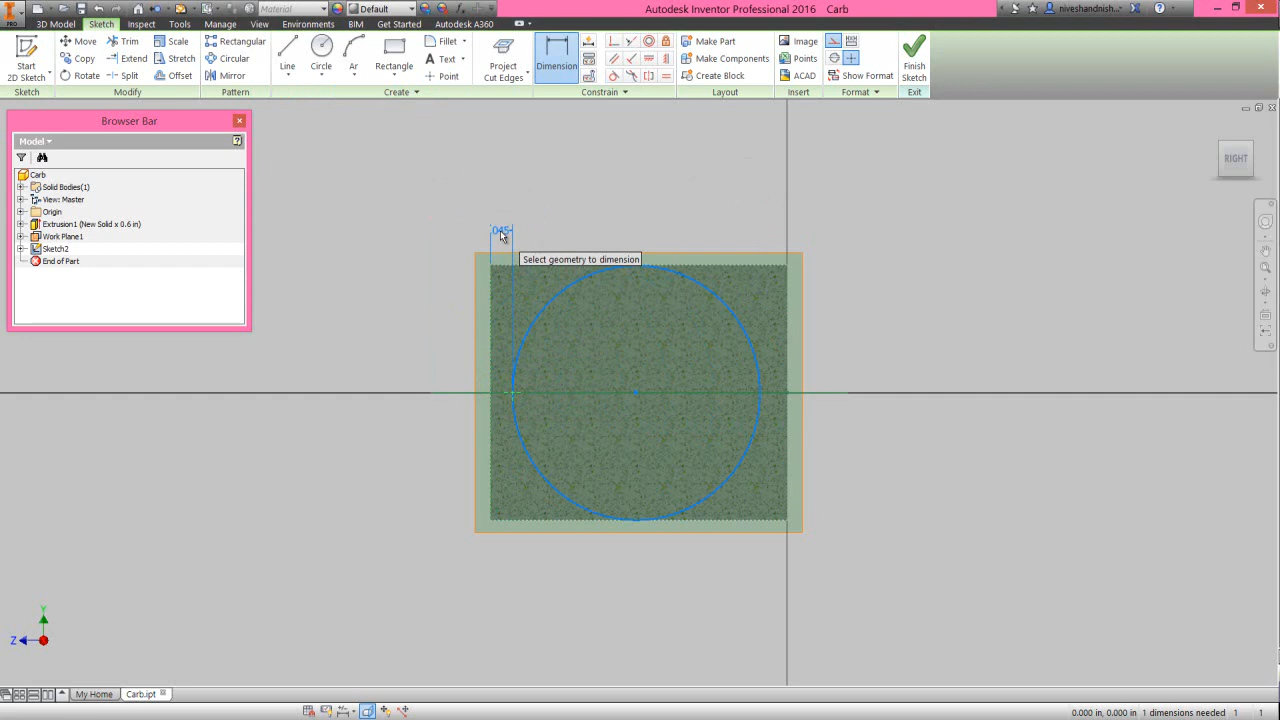 Material
Default
Autodesk Inventor Professional 2016 Carb
niveshandnish...
PRO
3D Model Sketch Inspect Tools Manage View Environments BIM Get Started Autodesk A360
Start
2D Sketch
Move
Trim
Scale
Stretch
Rotate
Split
Offset
Rectangular
Circular
Mirror
Line
Circle
Ar
Rectangle
Fillet
Text
Point
Project
Cut Edges
Dimension
Make Part
Make Components
Create Block
Image
Points
ACAD
Show Format
Finish
Sketch
Sketch Modify Pattern Create Constrain Layout Insert Format Exit
Browser Bar
Model
Carb
Solid Bodies(1)
View: Master
Origin
Extrusion1 (New Solid x 0.6 in)
Work Plane1
Sketch2
End of Part
RIGHT
.045
Select geometry to dimension
Y
Z
My Home
Carb.ipt
0.000 in, 0.000 in 1 dimensions needed 1 1